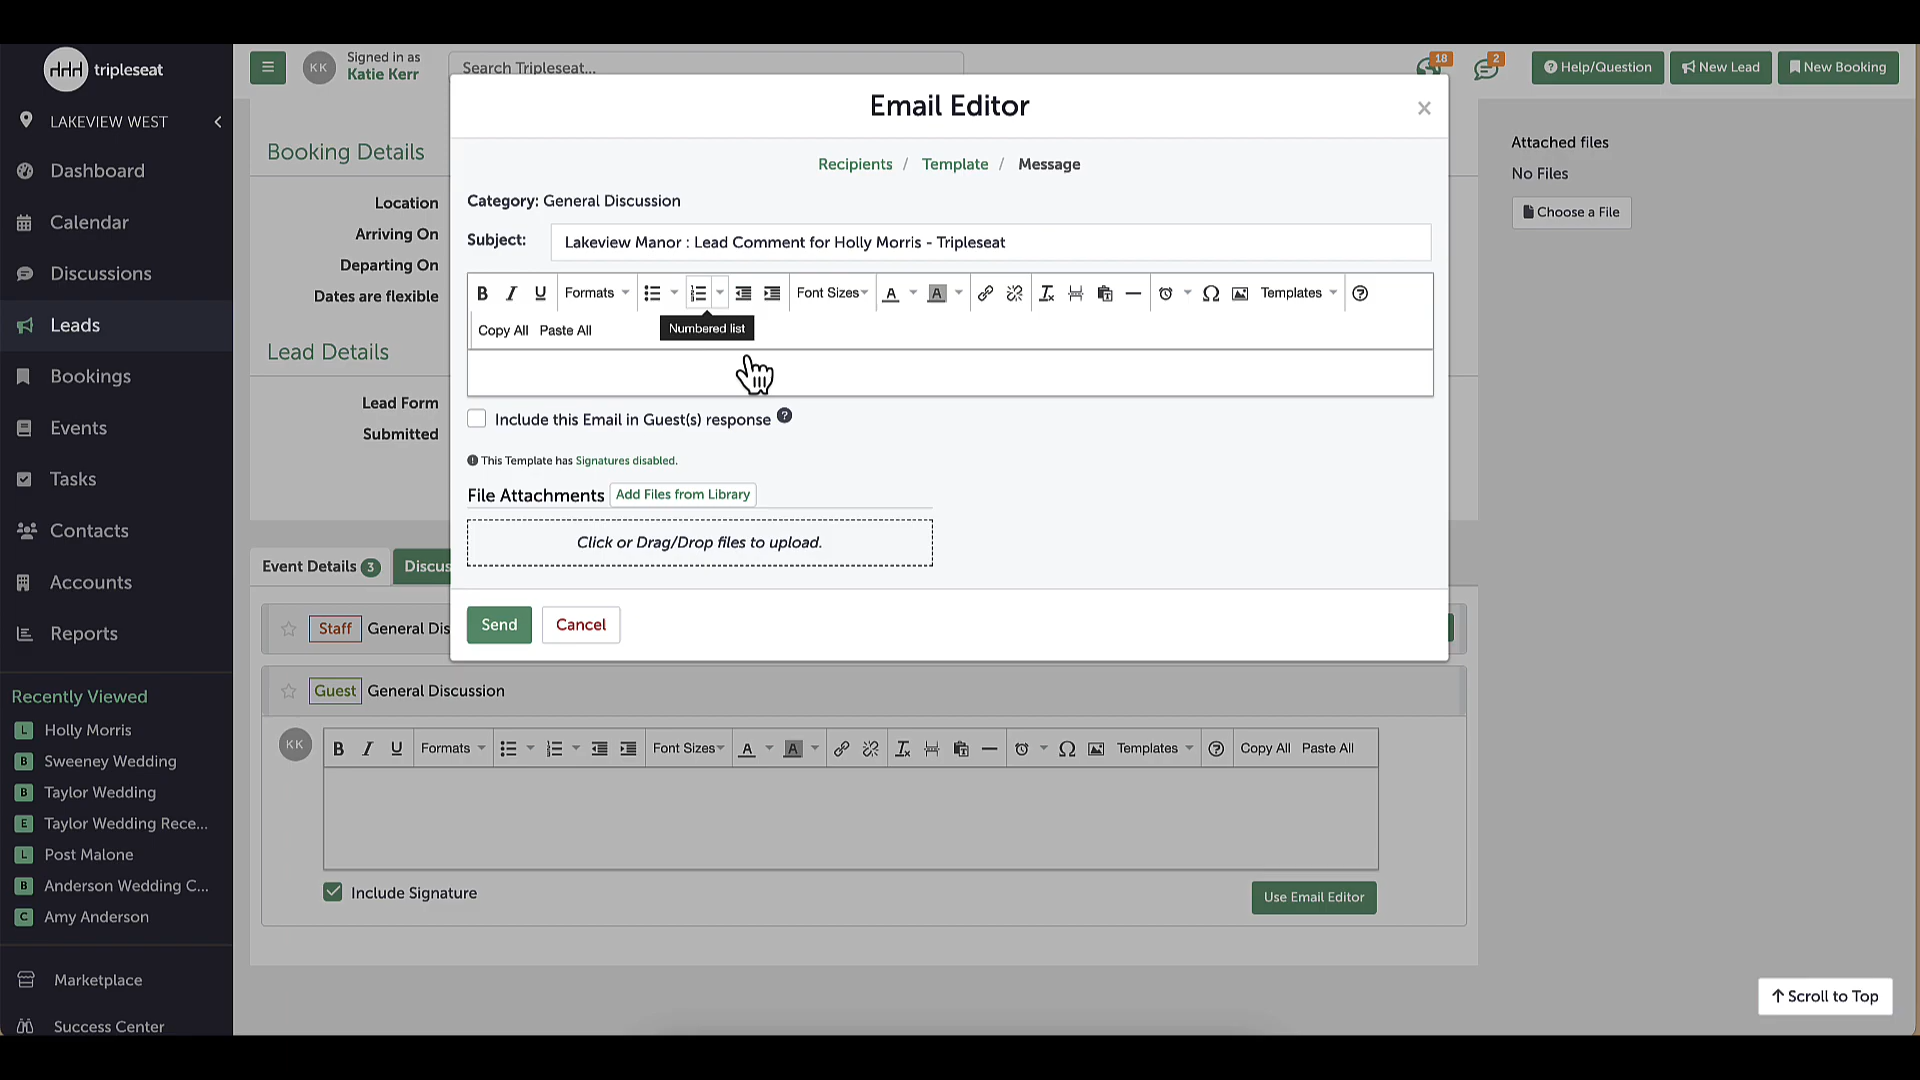 tripleseat
LAKEVIEW WEST
Dashboard
Calendar
Discussions
Leads
Bookings
Events
Tasks
Contacts
Accounts
Reports
Recently Viewed
L Holly Morris
B Sweeney Wedding
B Taylor Wedding
E Taylor Wedding Rece...
L Post Malone
B Anderson Wedding C...
C Amy Anderson
Marketplace
Success Center
KK
Signed in as
Katie Kerr
Search Tripleseat...
18
2
Help/Question
New Lead
New Booking
Booking Details
Location
Arriving On
Departing On
Dates are flexible
Lead Details
Lead Form
Submitted
Email Editor
×
Recipients / Template / Message
Category: General Discussion
Subject: Lakeview Manor : Lead Comment for Holly Morris - Tripleseat
B I U Formats Font Sizes A A Templates
Copy All Paste All
Numbered list
Include this Email in Guest(s) response
This Template has Signatures disabled.
File Attachments Add Files from Library
Click or Drag/Drop files to upload.
Send Cancel
Attached files
No Files
Choose a File
Event Details 3
Discus
Staff General Dis
Guest General Discussion
KK
B I U Formats Font Sizes A A Templates Copy All Paste All
Include Signature
Use Email Editor
Scroll to Top